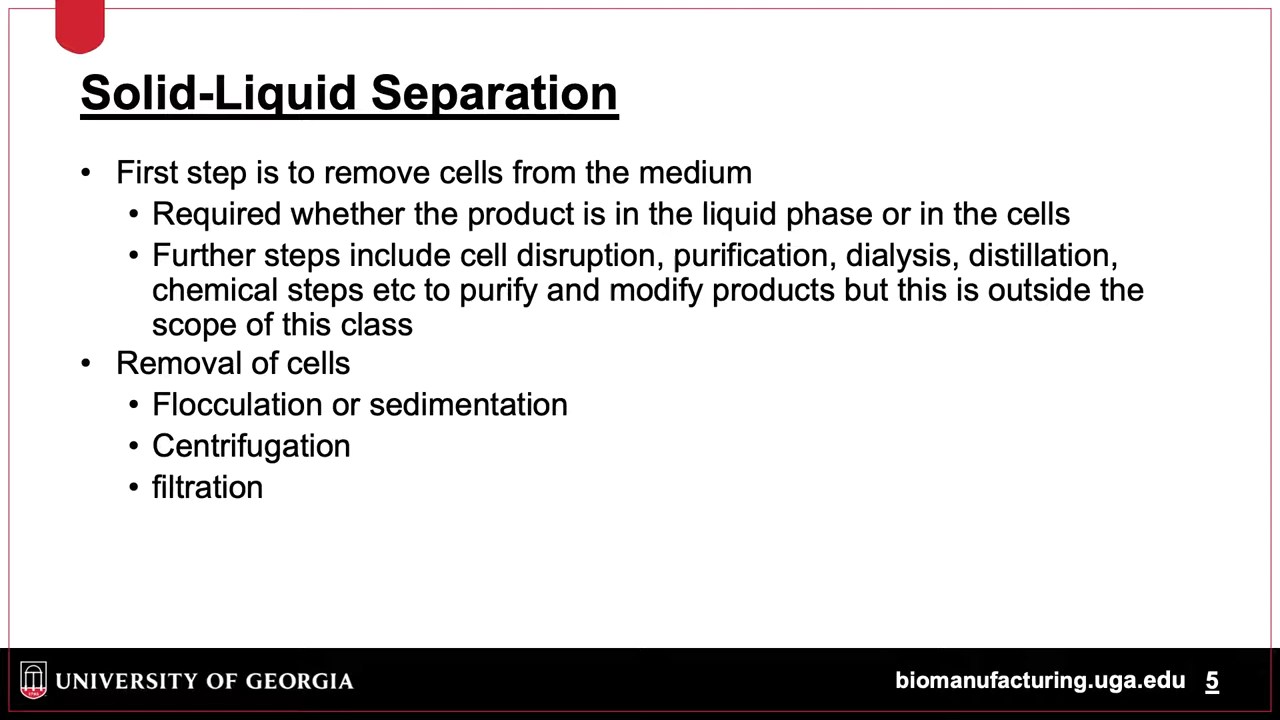 Solid-Liquid Separation
• First step is to remove cells from the medium
• Required whether the product is in the liquid phase or in the cells
• Further steps include cell disruption, purification, dialysis, distillation,
chemical steps etc to purify and modify products but this is outside the
scope of this class
• Removal of cells
• Flocculation or sedimentation
• Centrifugation
• filtration
UNIVERSITY OF GEORGIA
biomanufacturing.uga.edu 5